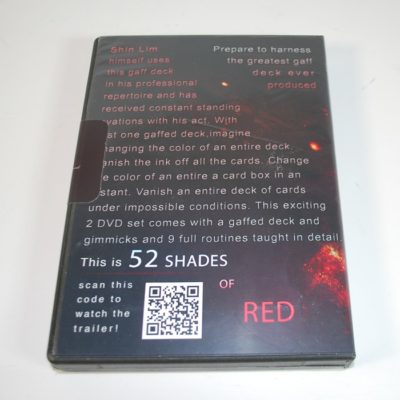 Shin Lim
himself uses
this gaff deck
in his professional
repertoire and has
Prepare to harness
the greatest gaff
deck ever
produced
received constant standing
vations with his act. With
st one gaffed deck,imagine
hanging the color of an entire deck.
anish the ink off all the cards. Change
e color of an entire a card box in an
stant. Vanish an entire deck of cards
under impossible conditions. This exciting
2 DVD set comes with a gaffed deck and
gimmicks and 9 full routines taught in detail.
This is 52 SHADES
OF
RED
scan this
code to
watch the
trailer!